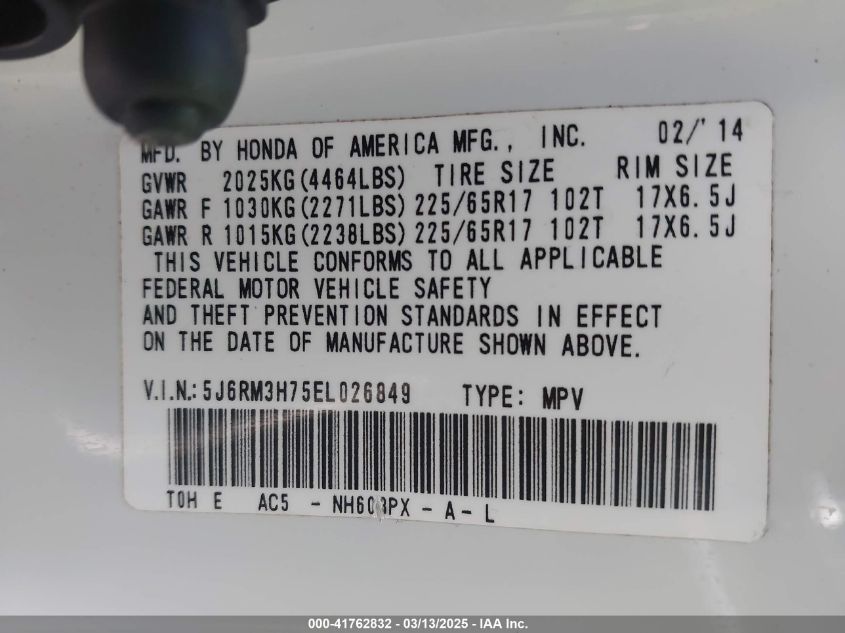 MFD. BY HONDA OF AMERICA MFG., INC. 02/'14
GVWR 2025KG(4464LBS) TIRE SIZE RIM SIZE
GAWR F 1030KG(2271LBS) 225/65R17 102T 17X6.5J
GAWR R 1015KG(2238LBS) 225/65R17 102T 17X6.5J
THIS VEHICLE CONFORMS TO ALL APPLICABLE
FEDERAL MOTOR VEHICLE SAFETY
AND THEFT PREVENTION STANDARDS IN EFFECT
ON THE DATE OF MANUFACTURE SHOWN ABOVE.
V.I.N.: 5J6RM3H75EL026849 TYPE: MPV
T0H E AC5 - NH603PX - A - L
000-41762832 - 03/13/2025 - IAA Inc.